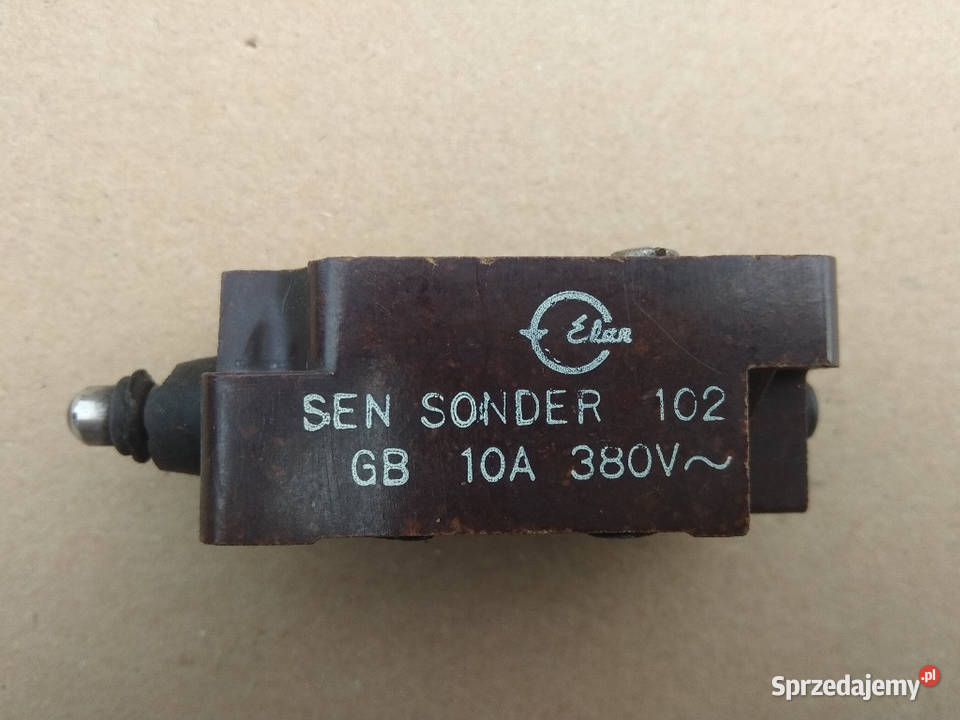 Elan
SEN SONDER 102
GB 10A 380V~
Sprzedajemy.pl